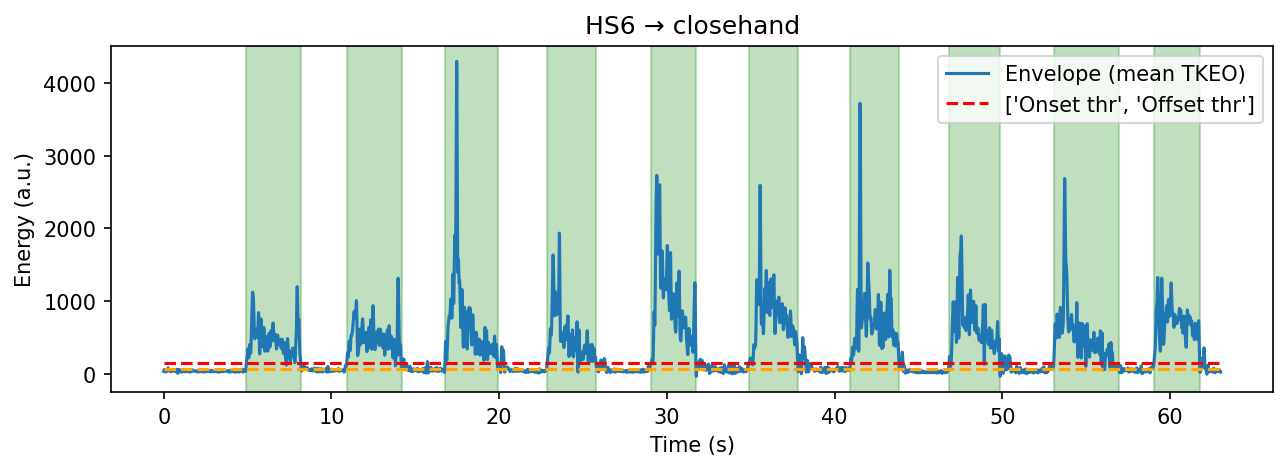 HS6 → closehand
Envelope (mean TKEO)
['Onset thr', 'Offset thr']
Energy (a.u.)
4000
3000
2000
1000
0
0 10 20 30 40 50 60
Time (s)